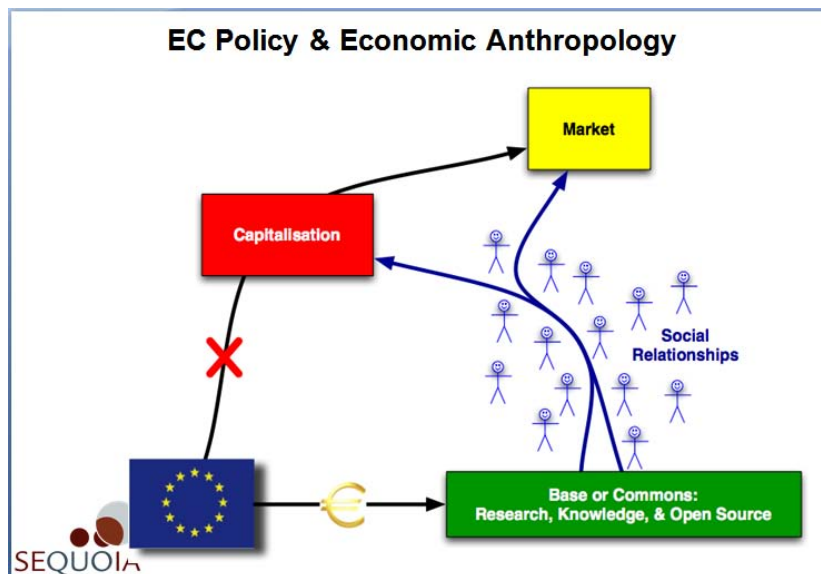 EC Policy & Economic Anthropology
Market
Capitalisation
Social
Relationships
€
Base or Commons:
Research, Knowledge, & Open Source
SEQUOIA